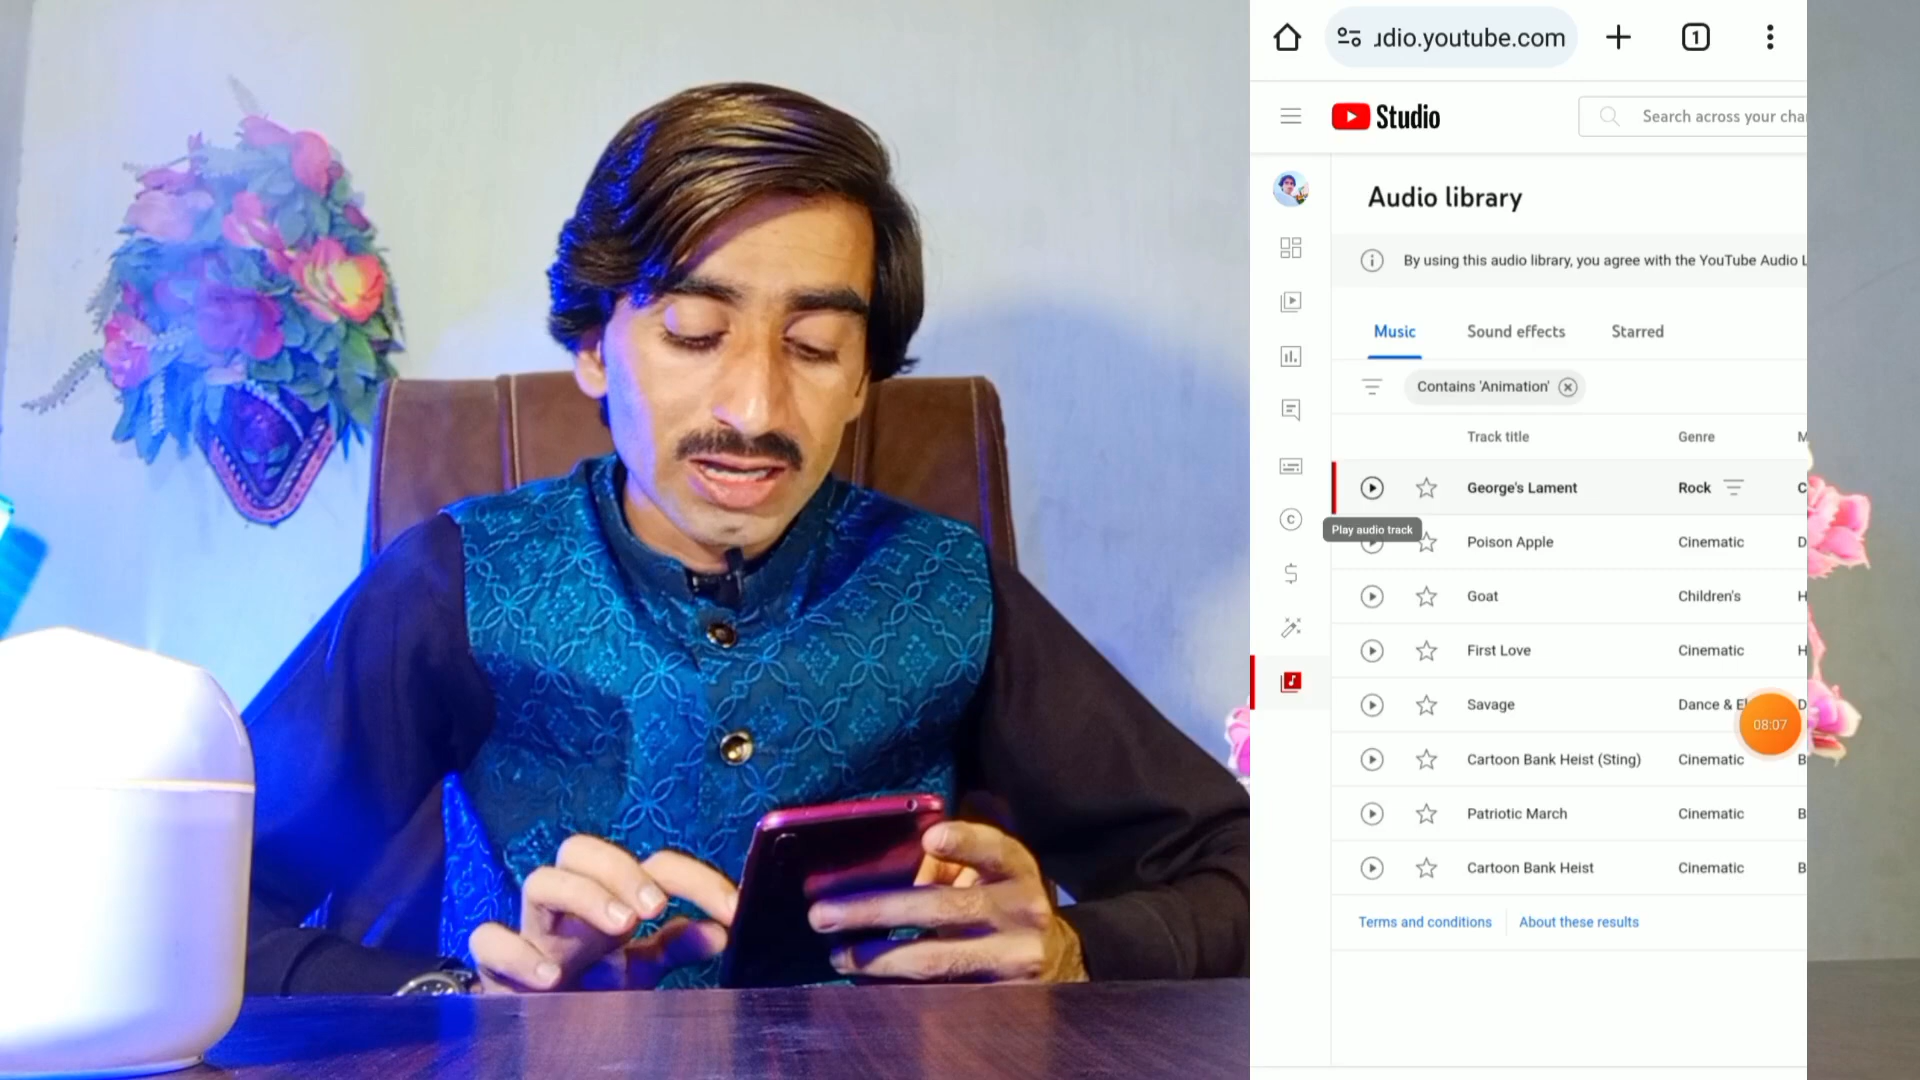 ıdio.youtube.com
1
Studio
Search across your cha
Audio library
By using this audio library, you agree with the YouTube Audio L
Music Sound effects Starred
Contains 'Animation'
Track title Genre M
George's Lament Rock C
Play audio track
Poison Apple Cinematic D
Goat Children's H
First Love Cinematic H
Savage Dance & El D
08:07
Cartoon Bank Heist (Sting) Cinematic B
Patriotic March Cinematic B
Cartoon Bank Heist Cinematic B
Terms and conditions About these results